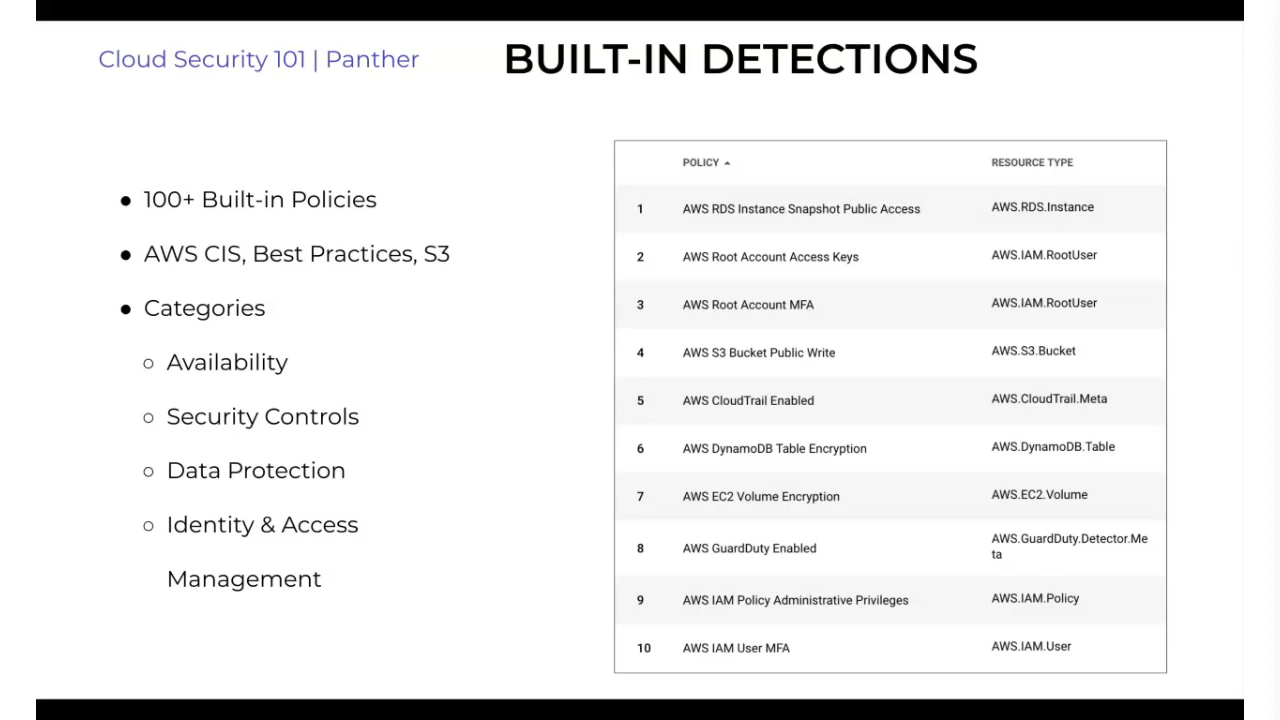 Cloud Security 101 | Panther
BUILT-IN DETECTIONS
● 100+ Built-in Policies
● AWS CIS, Best Practices, S3
● Categories
○ Availability
○ Security Controls
○ Data Protection
○ Identity & Access
Management
POLICY RESOURCE TYPE
1 AWS RDS Instance Snapshot Public Access AWS.RDS.Instance
2 AWS Root Account Access Keys AWS.IAM.RootUser
3 AWS Root Account MFA AWS.IAM.RootUser
4 AWS S3 Bucket Public Write AWS.S3.Bucket
5 AWS CloudTrail Enabled AWS.CloudTrail.Meta
6 AWS DynamoDB Table Encryption AWS.DynamoDB.Table
7 AWS EC2 Volume Encryption AWS.EC2.Volume
8 AWS GuardDuty Enabled AWS.GuardDuty.Detector.Me
ta
9 AWS IAM Policy Administrative Privileges AWS.IAM.Policy
10 AWS IAM User MFA AWS.IAM.User